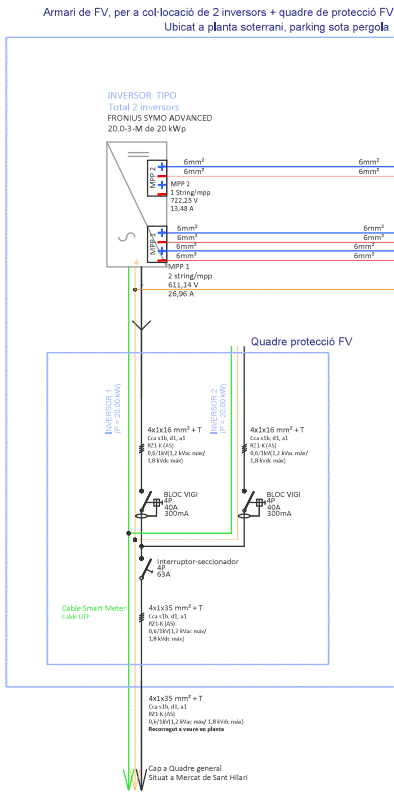 Armari de FV, per a col·locació de 2 inversors + quadre de protecció FV
Ubicat a planta soterrani, parking sota pergola
INVERSOR TIPO
Total 2 inversors
FRONIUS SYMO ADVANCED
20.0-3-M de 20 kWp
6mm² 6mm²
6mm² 6mm²
MPP 2
MPP 2
1 String/mpp
722,25 V
13,48 A
6mm² 6mm²
6mm² 6mm²
6mm² 6mm²
6mm² 6mm²
MPP 1
MPP 1
2 string/mpp
611,14 V
26,96 A
Quadre protecció FV
INVERSOR 1
(P = 20,00 kW)
INVERSOR 2
(P = 20,00 kW)
4x1x16 mm² + T
Cca s1b, d1, a1
RZ1-K (AS)
0,6/1kV(1,2 kVac máx/
1,8 kVdc máx)
4x1x16 mm² + T
Cca s1b, d1, a1
RZ1-K (AS)
0,6/1kV(1,2 kVac máx/
1,8 kVdc máx)
BLOC VIGI
4P
40A
300mA
BLOC VIGI
4P
40A
300mA
Interruptor-seccionador
4P
63A
Cable Smart Meter
Cable UTP
4x1x35 mm² + T
Cca s1b, d1, a1
RZ1-K (AS)
0,6/1kV(1,2 kVac máx/
1,8 kVdc máx)
4x1x35 mm² + T
Cca s1b, d1, a1
RZ1-K (AS)
0,6/1kV(1,2 kVac máx/ 1,8 kVdc máx)
Recorregut a veure en planta
Cap a Quadre general
Situat a Mercat de Sant Hilari